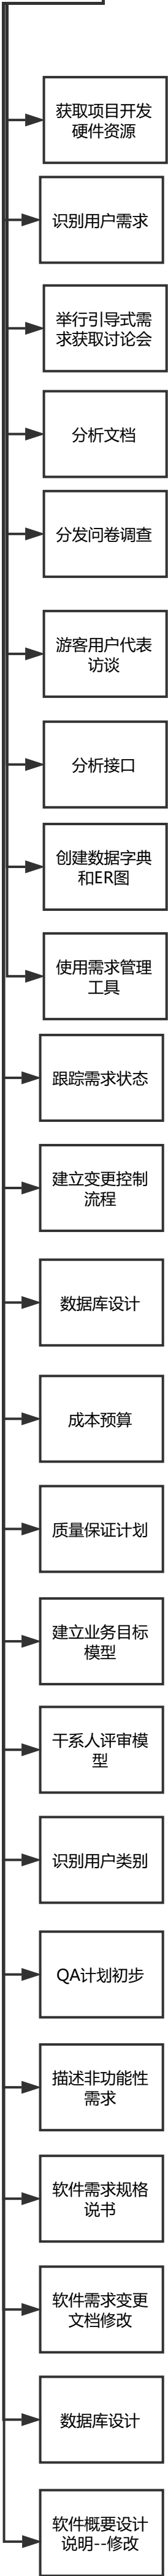 获取项目开发
硬件资源
识别用户需求
举行引导式需
求获取讨论会
分析文档
分发问卷调查
游客用户代表
访谈
分析接口
创建数据字典
和ER图
使用需求管理
工具
跟踪需求状态
建立变更控制
流程
数据库设计
成本预算
质量保证计划
建立业务目标
模型
干系人评审模
型
识别用户类别
QA计划初步
描述非功能性
需求
软件需求规格
说书
软件需求变更
文档修改
数据库设计
软件概要设计
说明--修改